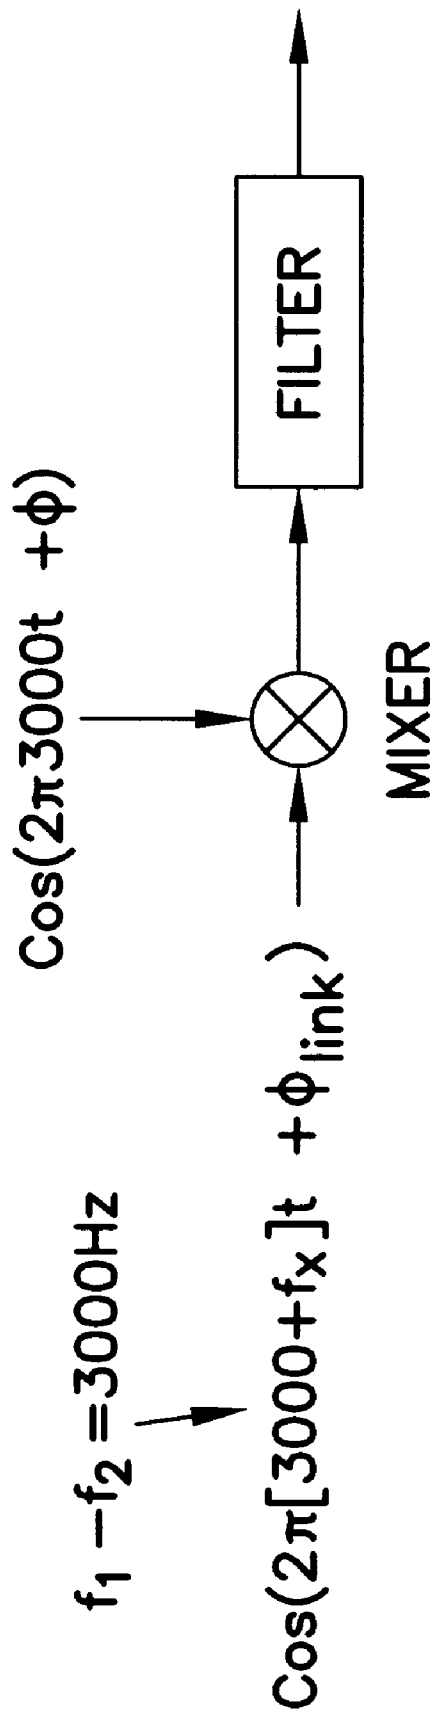 Cos(2π3000t +ϕ)
f₁ −f₂ =3000Hz
Cos(2π[3000+fₓ]t +ϕlink)
MIXER
FILTER